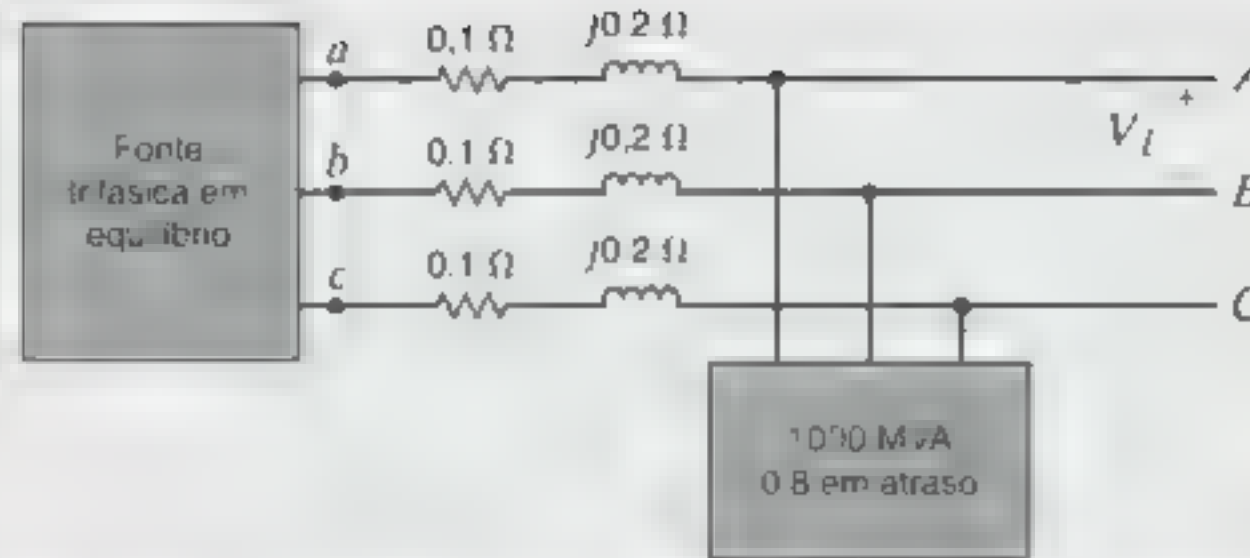 a
0,1 Ω
j0 2 Ω
A
Fonte
trifásica em
equilíbrio
b
0.1 Ω
j0,2 Ω
V_l
+
B
c
0.1 Ω
j0 2 Ω
C
MVA
0 8 em atraso